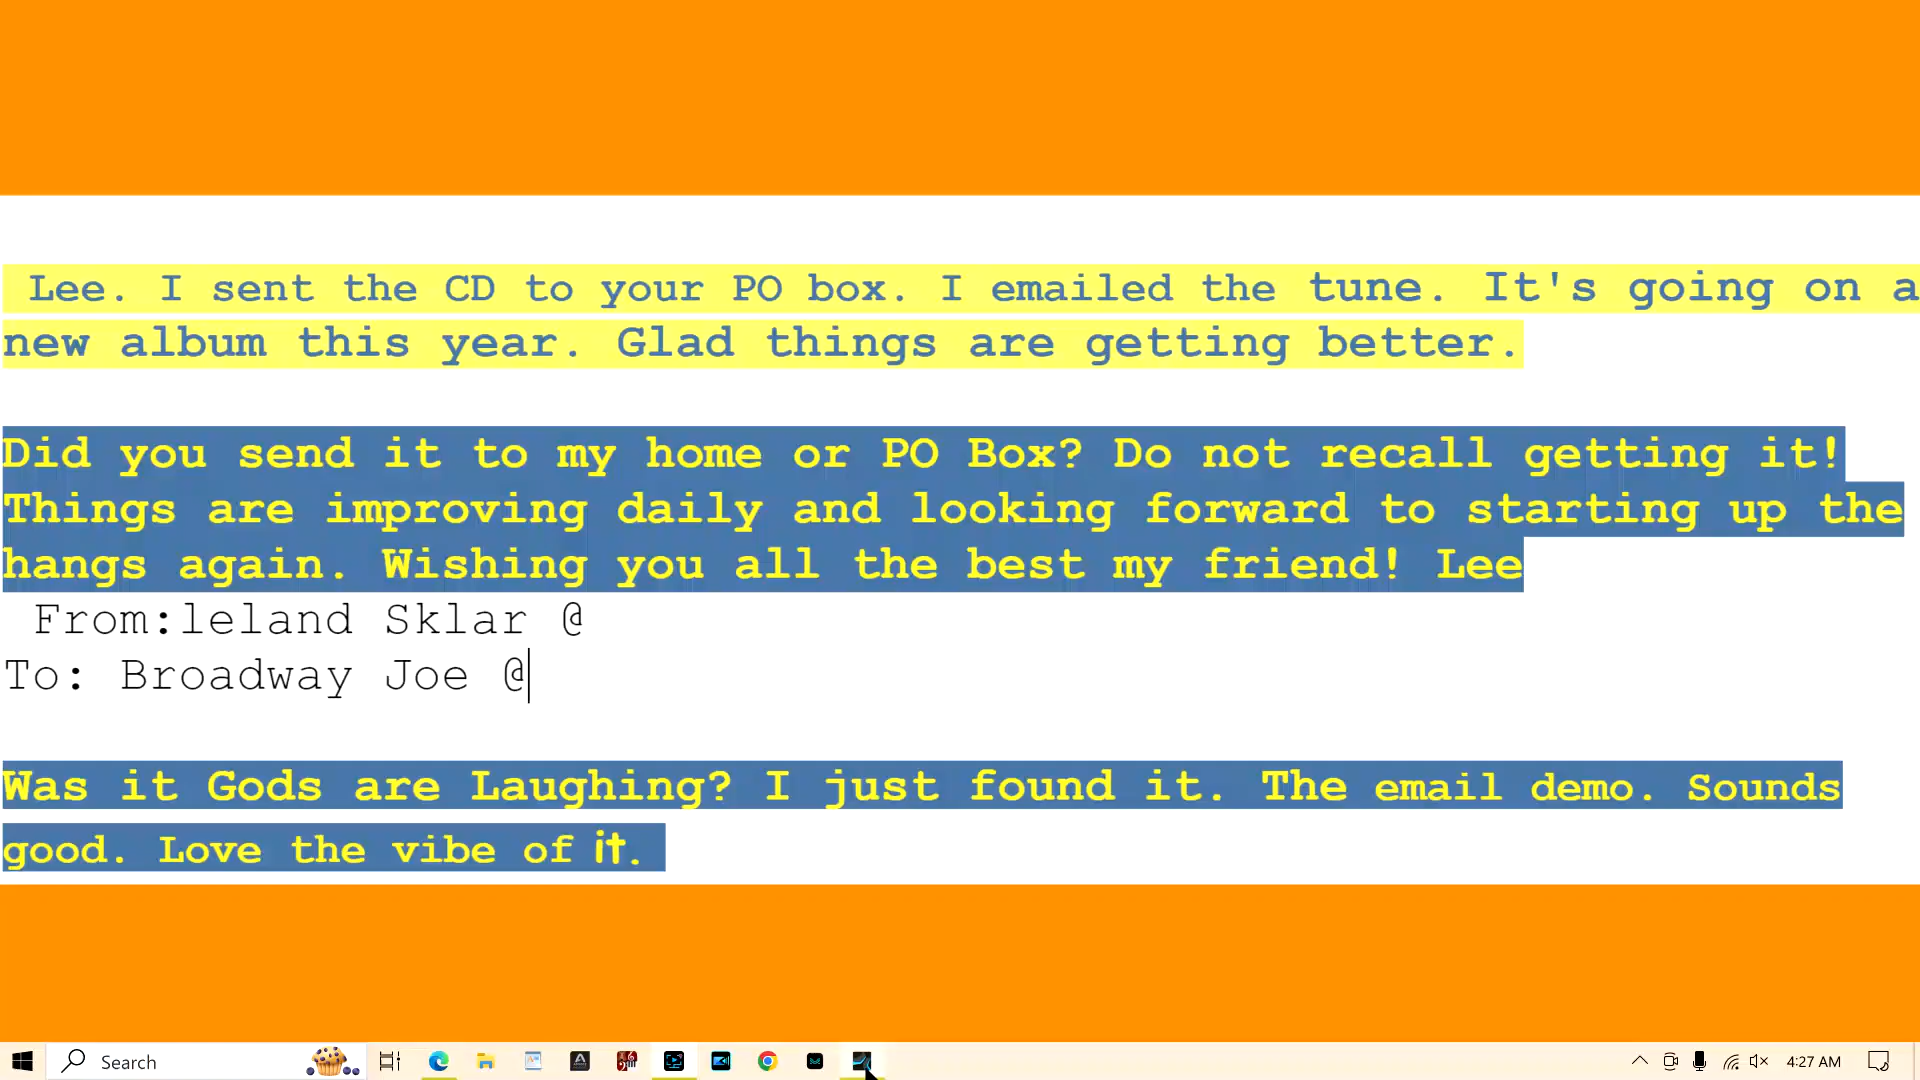 Lee. I sent the CD to your PO box. I emailed the tune. It's going on a
new album this year. Glad things are getting better.
Did you send it to my home or PO Box? Do not recall getting it!
Things are improving daily and looking forward to starting up the
hangs again. Wishing you all the best my friend! Lee
From:leland Sklar @
To: Broadway Joe @
Was it Gods are Laughing? I just found it. The email demo. Sounds
good. Love the vibe of it.
Search
4:27 AM